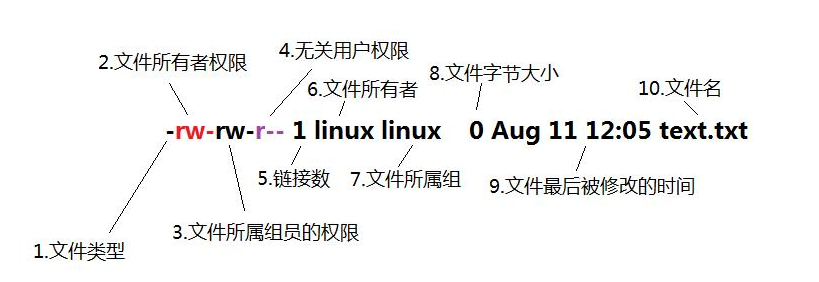 4.无关用户权限
2.文件所有者权限
8.文件字节大小
6.文件所有者
10.文件名
-rw-rw-r-- 1 linux linux 0 Aug 11 12:05 text.txt
5.链接数
7.文件所属组
9.文件最后被修改的时间
3.文件所属组员的权限
1.文件类型